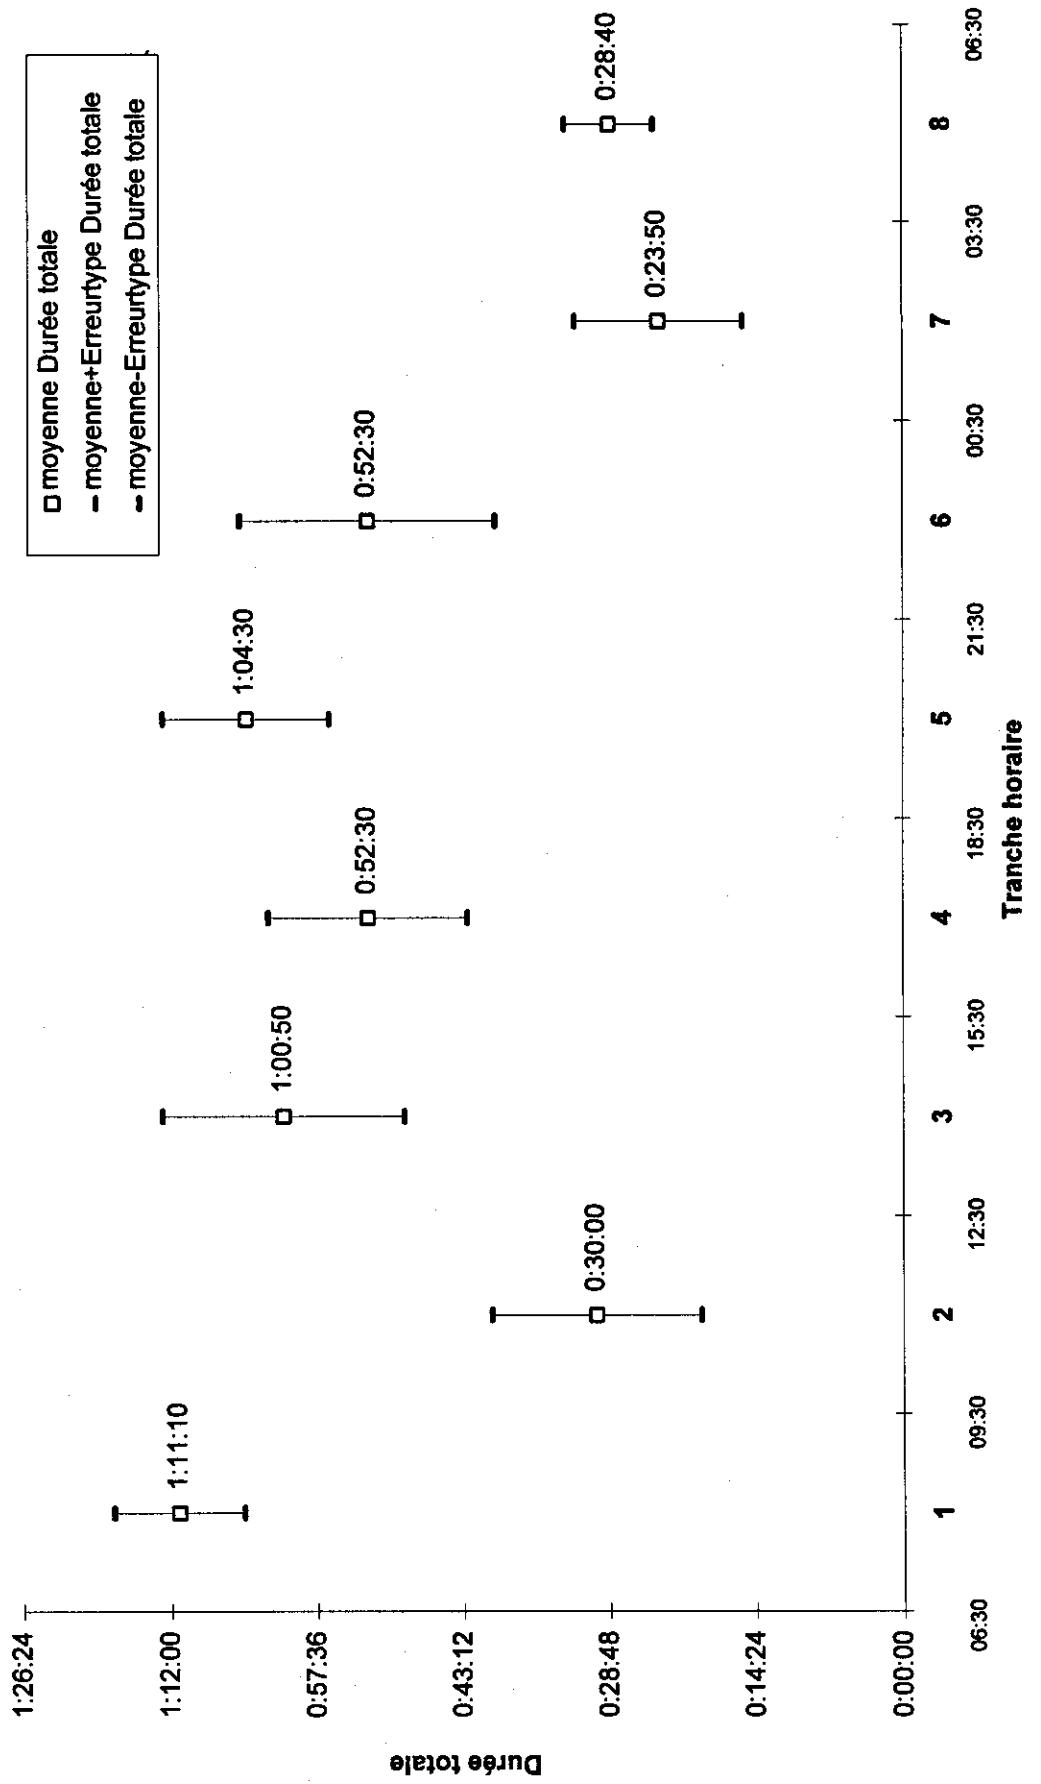 moyenne Durée totale
moyenne+Erreurtype Durée totale
moyenne-Erreurtype Durée totale
Durée totale
1:26:24
1:12:00
0:57:36
0:43:12
0:28:48
0:14:24
0:00:00
1:11:10
0:30:00
1:00:50
0:52:30
1:04:30
0:52:30
0:23:50
0:28:40
1 2 3 4 5 6 7 8
06:30 09:30 12:30 15:30 18:30 21:30 00:30 03:30 06:30
Tranche horaire